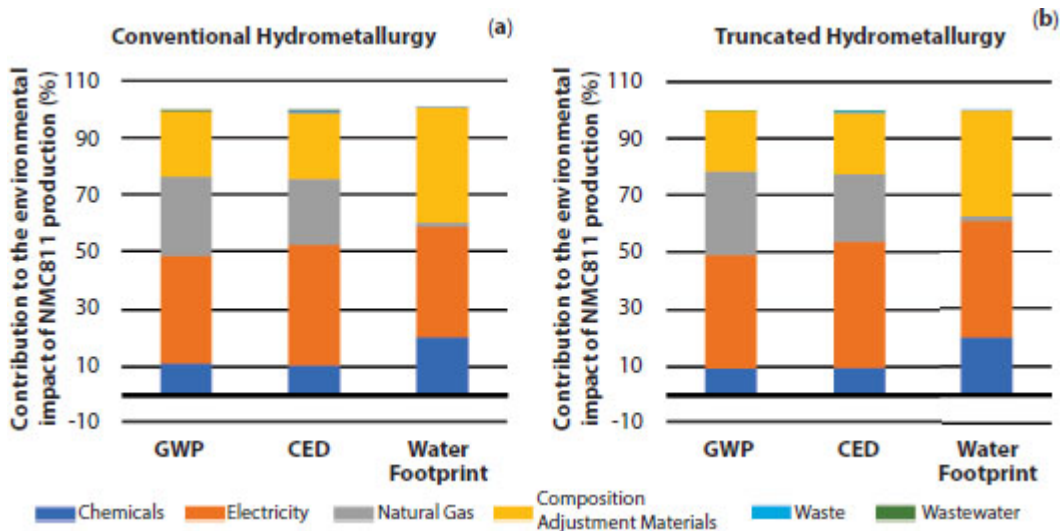 Conventional Hydrometallurgy
(a)
Contribution to the environmental
impact of NMC811 production (%)
110
90
70
50
30
10
-10
GWP
CED
Water
Footprint
Truncated Hydrometallurgy
(b)
Contribution to the environmental
impact of NMC811 production (%)
110
90
70
50
30
10
-10
GWP
CED
Water
Footprint
Chemicals
Electricity
Natural Gas
Composition
Adjustment Materials
Waste
Wastewater